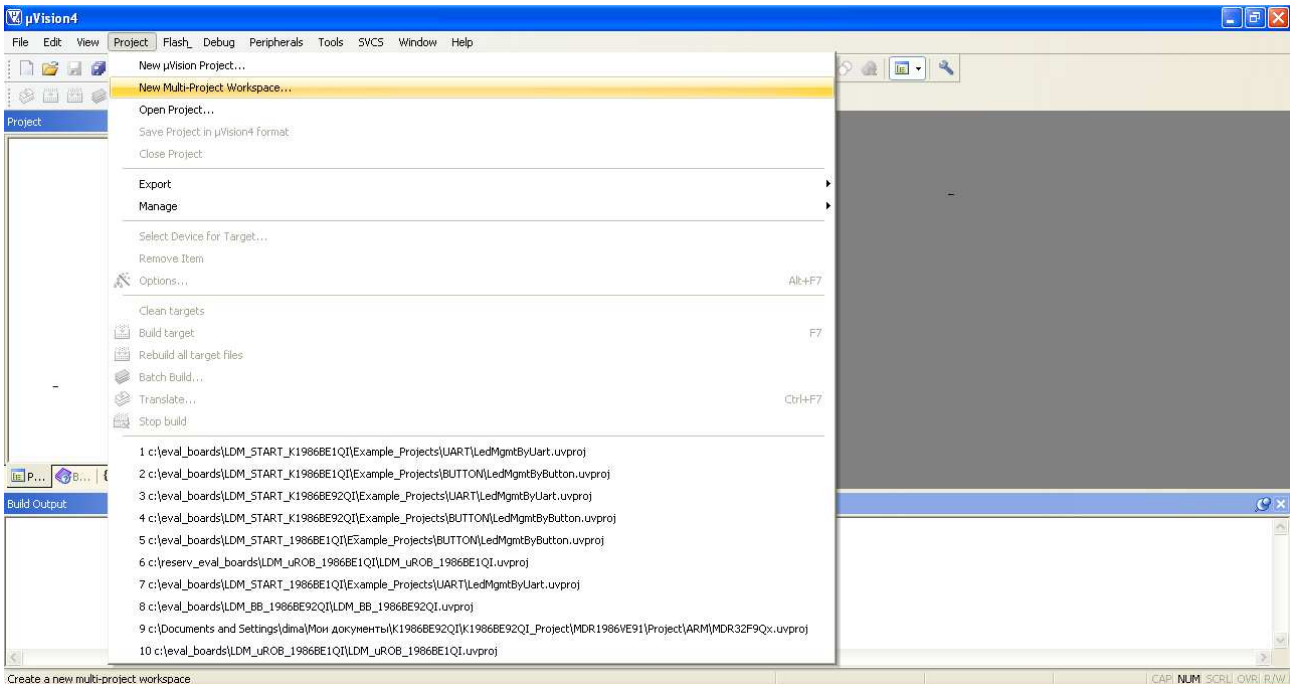 µVision4
File Edit View Project Flash Debug Peripherals Tools SVCS Window Help
New µVision Project...
New Multi-Project Workspace...
Project
Open Project...
Save Project in µVision4 format
Close Project
Export
Manage
Select Device for Target...
Remove Item
Options... Alt+F7
Clean targets
Build target F7
Rebuild all target files
Batch Build...
Translate... Ctrl+F7
Stop build
1 c:\eval_boards\LDM_START_K1986BE1QI\Example_Projects\UART\LedMgmtByUart.uvproj
2 c:\eval_boards\LDM_START_K1986BE1QI\Example_Projects\BUTTON\LedMgmtByButton.uvproj
P... B...
3 c:\eval_boards\LDM_START_K1986BE92QI\Example_Projects\UART\LedMgmtByUart.uvproj
Build Output
4 c:\eval_boards\LDM_START_K1986BE92QI\Example_Projects\BUTTON\LedMgmtByButton.uvproj
5 c:\eval_boards\LDM_START_1986BE1QI\Example_Projects\BUTTON\LedMgmtByButton.uvproj
6 c:\reserv_eval_boards\LDM_uROB_1986BE1QI\LDM_uROB_1986BE1QI.uvproj
7 c:\eval_boards\LDM_START_1986BE1QI\Example_Projects\UART\LedMgmtByUart.uvproj
8 c:\eval_boards\LDM_BB_1986BE92QI\LDM_BB_1986BE92QI.uvproj
9 c:\Documents and Settings\dima\Мои документы\K1986BE92QI\K1986BE92QI_Project\MDR1986VE91\Project\ARM\MDR32F9Qx.uvproj
10 c:\eval_boards\LDM_uROB_1986BE1QI\LDM_uROB_1986BE1QI.uvproj
Create a new multi-project workspace CAP NUM SCRL OVR R/W